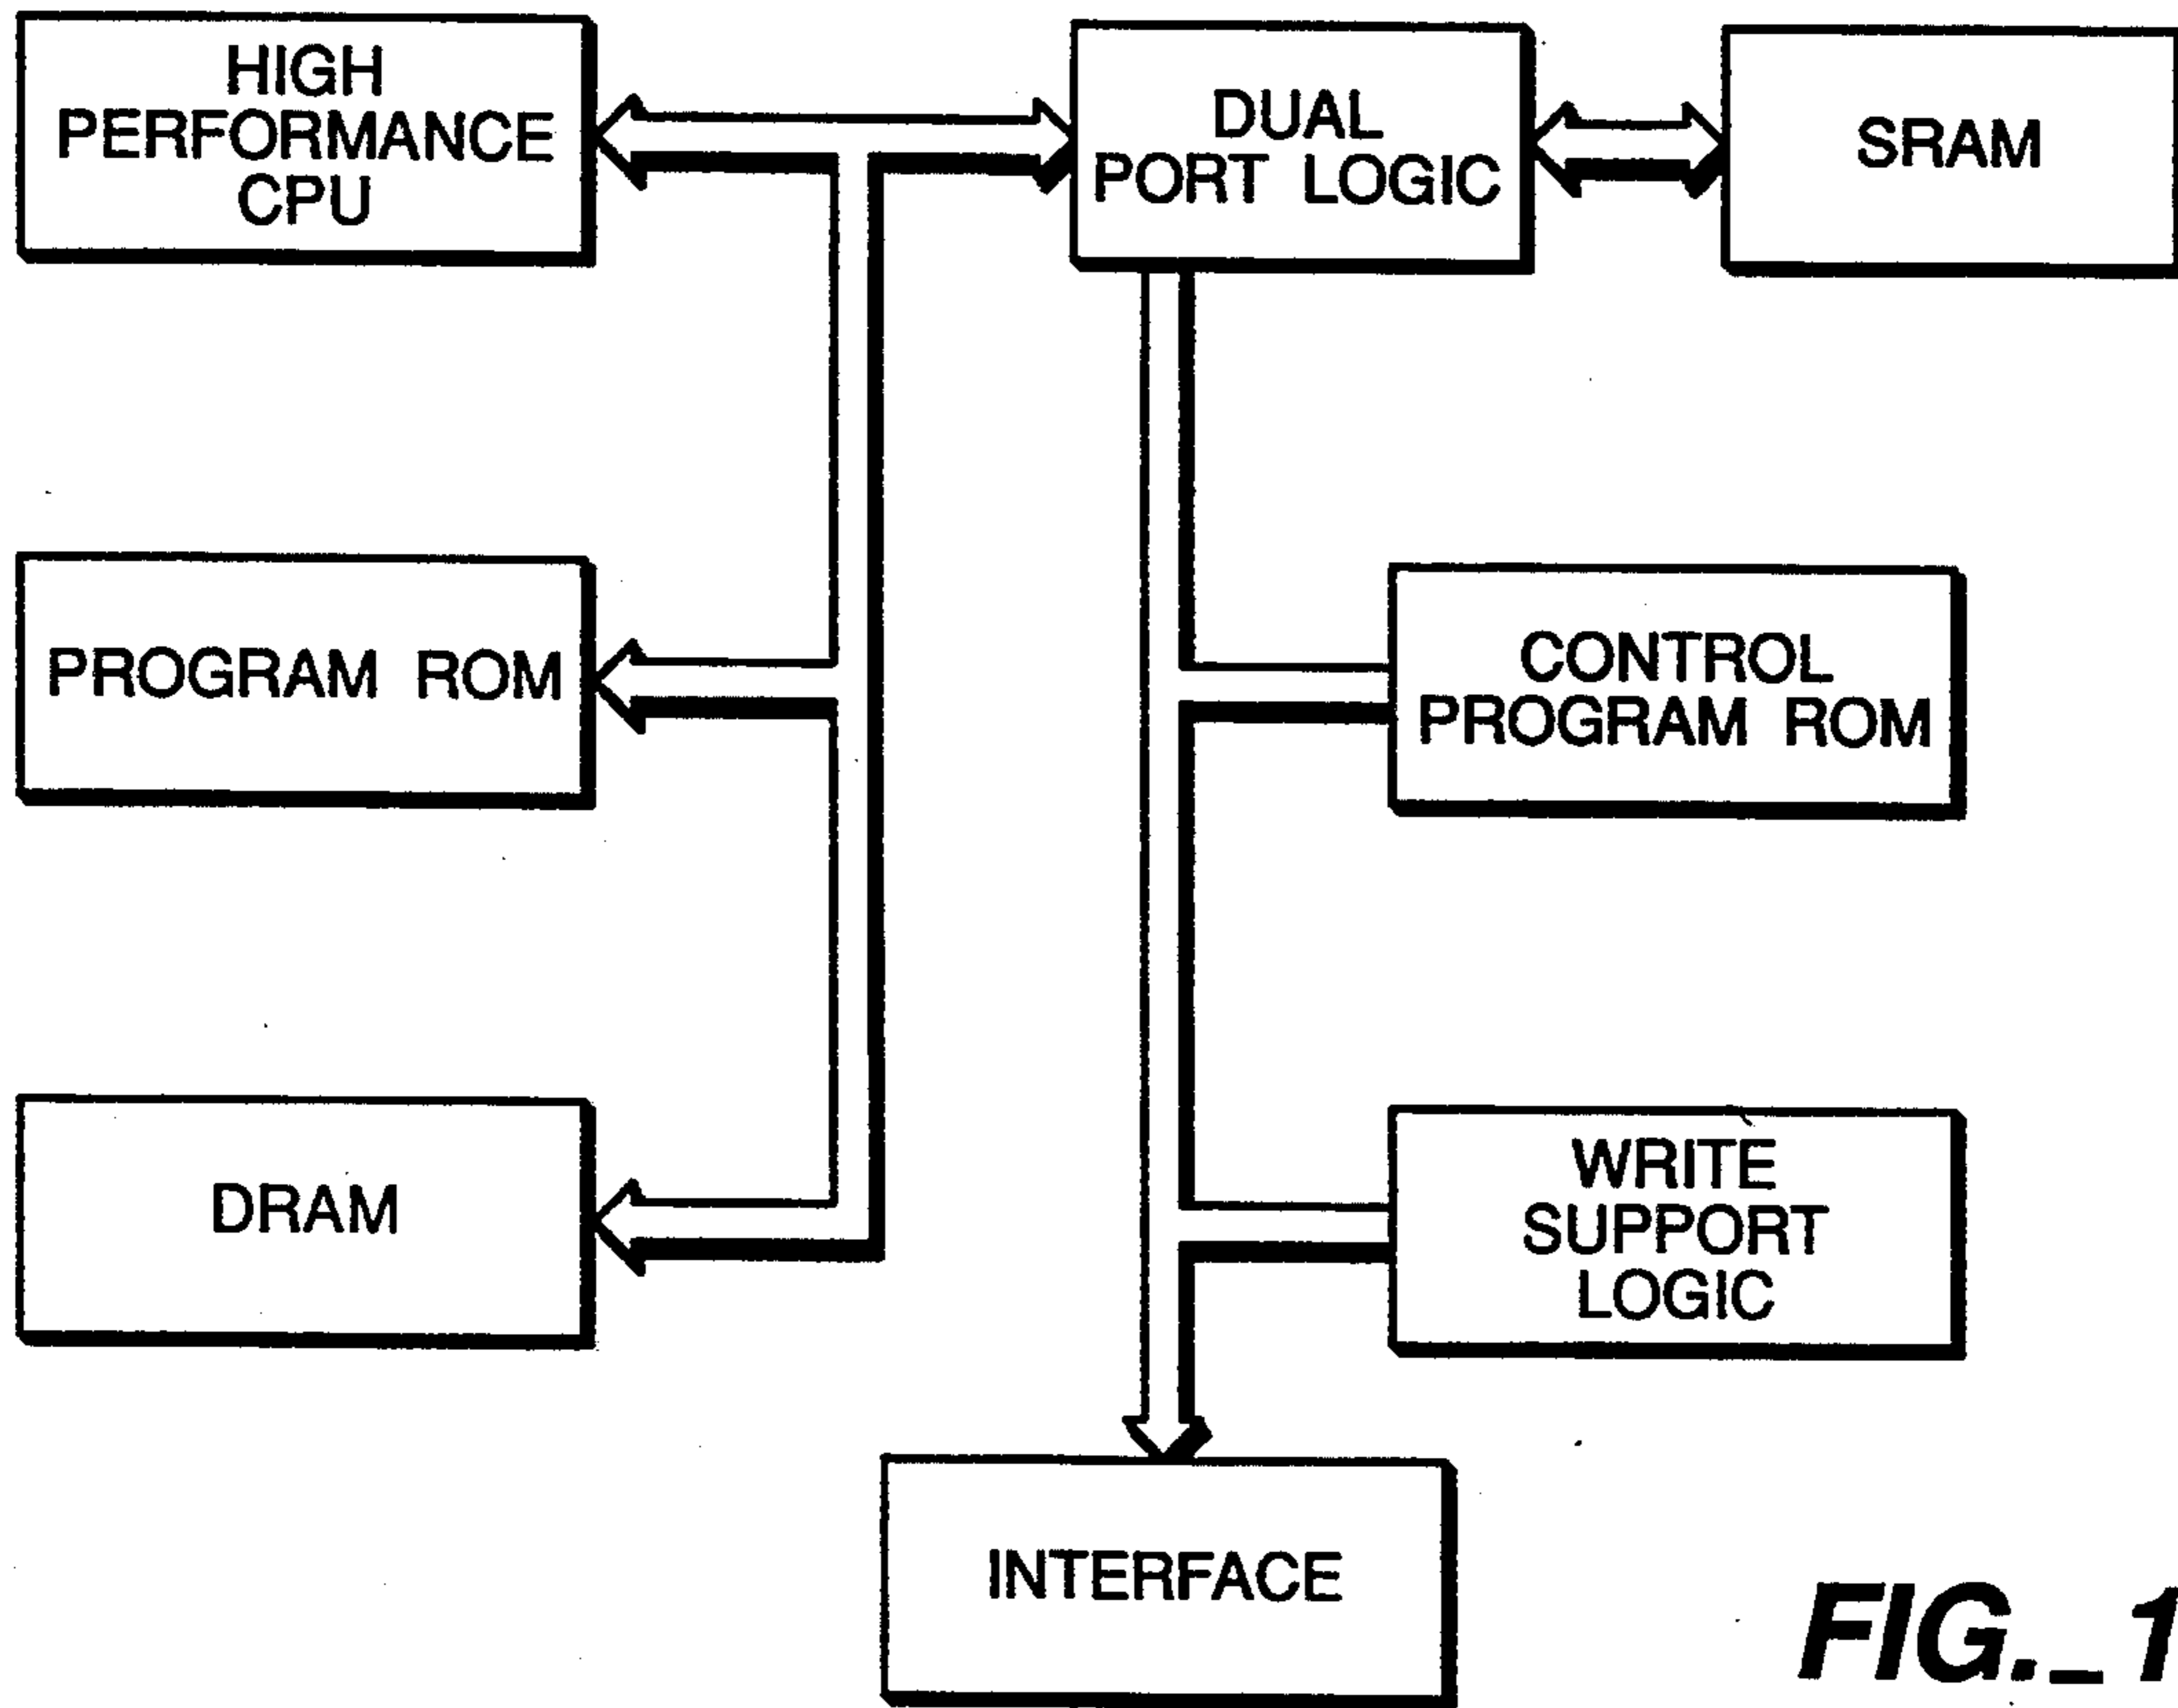 HIGH
PERFORMANCE
CPU
DUAL
PORT LOGIC
SRAM
PROGRAM ROM
CONTROL
PROGRAM ROM
DRAM
WRITE
SUPPORT
LOGIC
INTERFACE
FIG._1